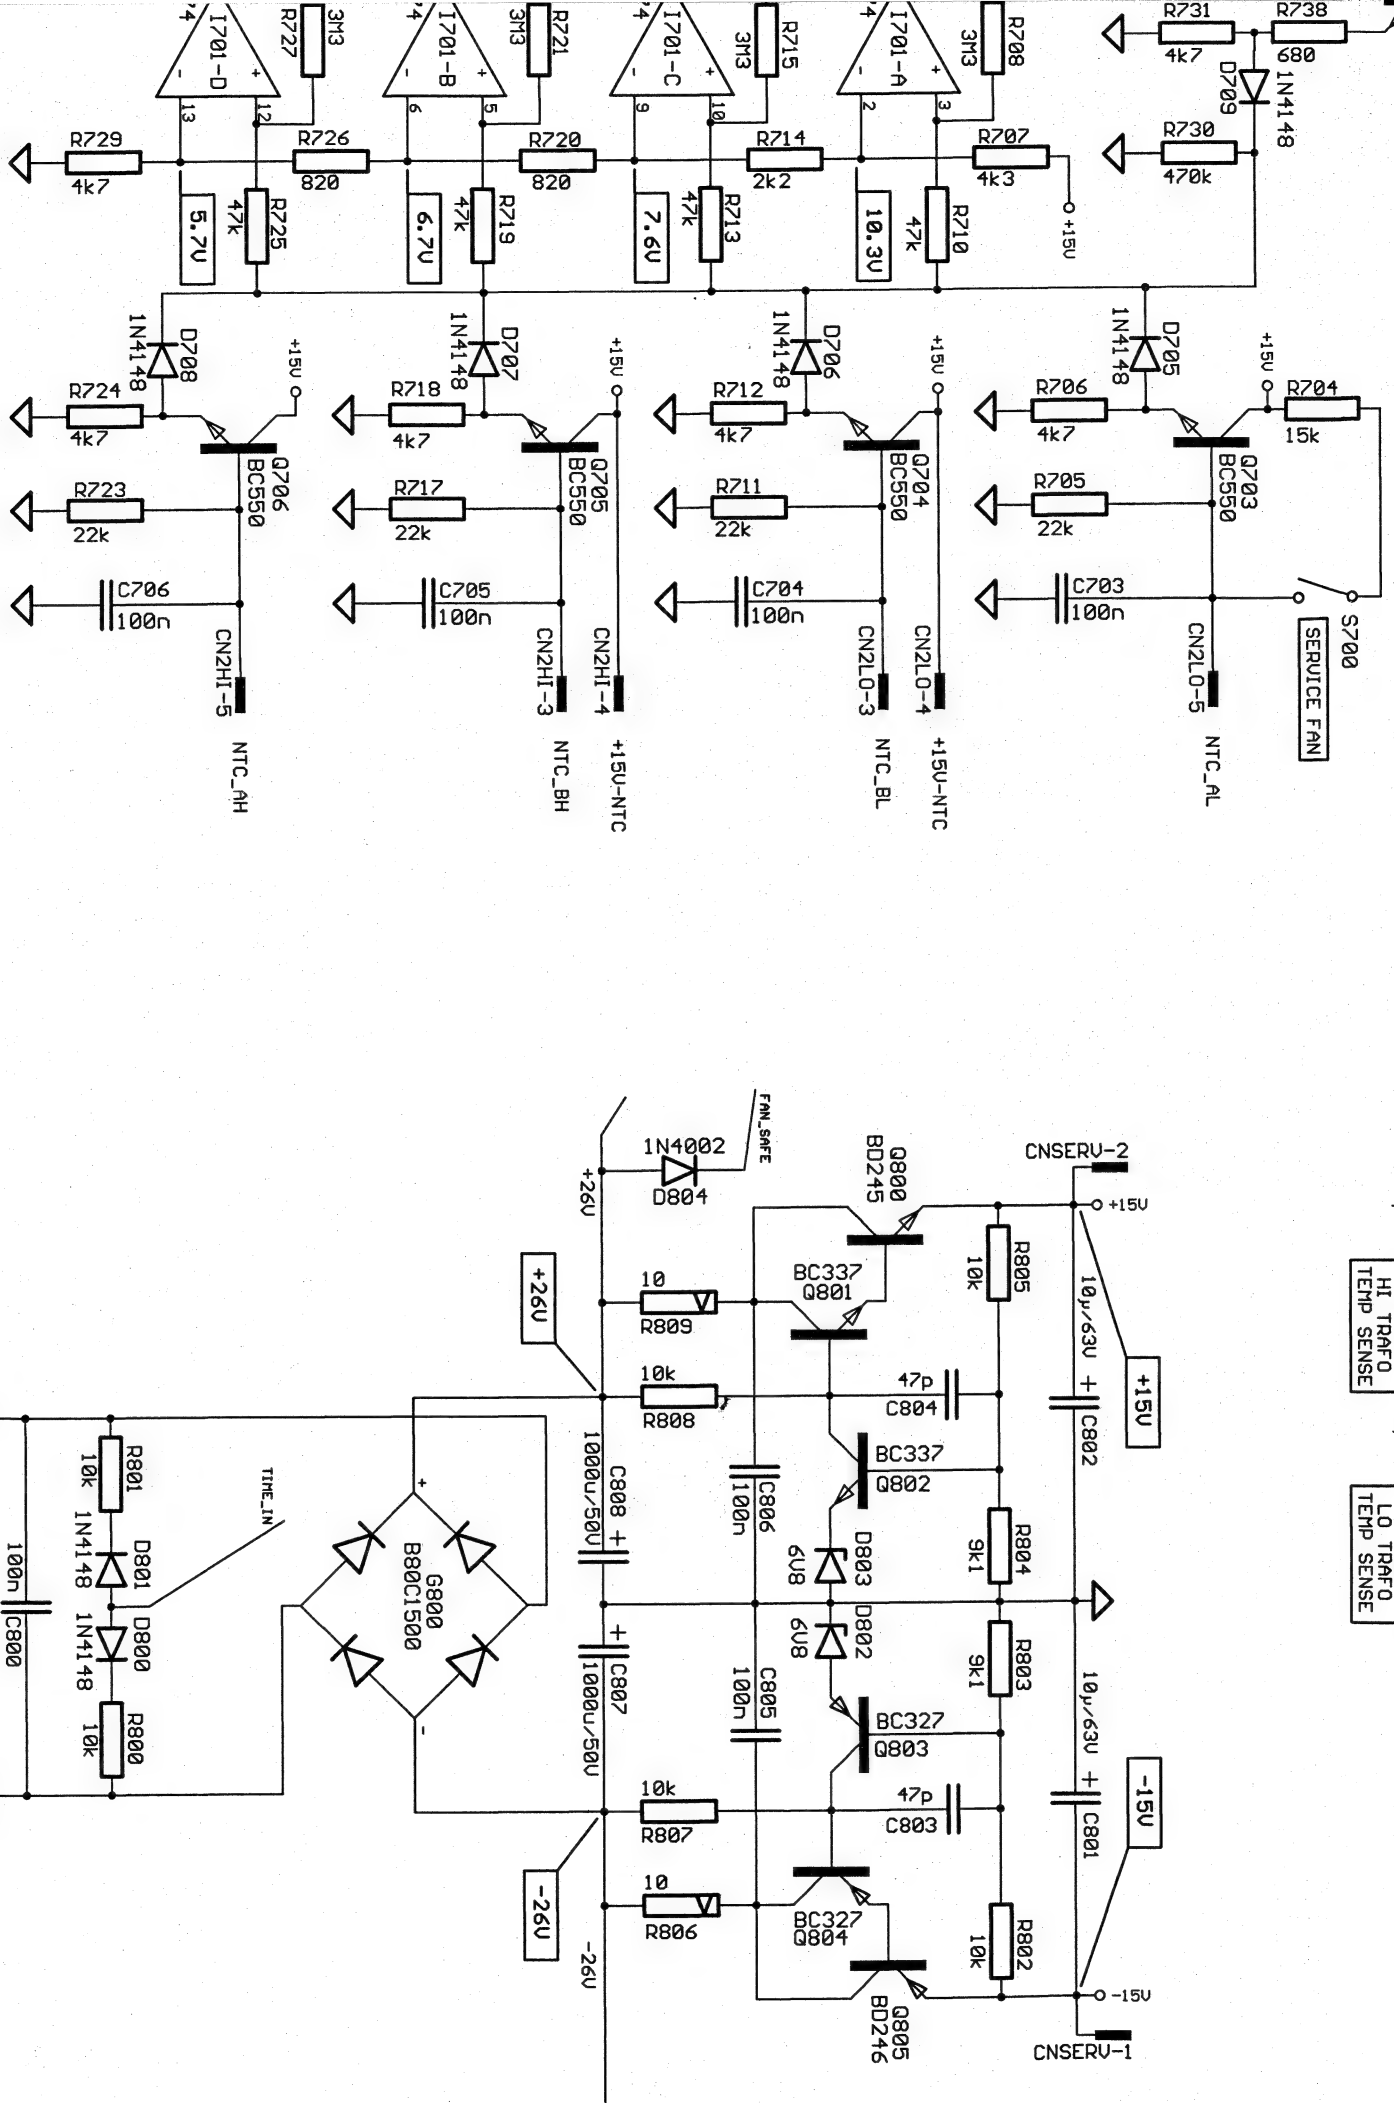 R731
4k7
R738
680
D709
1N4148
R730
470k
R727
3M3
I701-D
+
-
12
13
R721
3M3
I701-B
+
-
5
6
R715
3M3
I701-C
+
-
10
9
R708
3M3
I701-A
+
-
3
2
R729
4k7
R726
820
R720
820
R714
2k2
R707
4k3
+15V
R725
47k
5.7V
R719
47k
6.7V
R713
47k
7.6V
R710
47k
10.3V
D708
1N4148
+15V
D707
1N4148
+15V
D706
1N4148
+15V
D705
1N4148
+15V
R724
4k7
R718
4k7
R712
4k7
R706
4k7
R704
15k
Q706
BC550
Q705
BC550
Q704
BC550
Q703
BC550
R723
22k
R717
22k
R711
22k
R705
22k
C706
100n
C705
100n
C704
100n
C703
100n
S700
SERVICE FAN
CN2HI-5
NTC_AH
CN2HI-3
NTC_BH
CN2HI-4
+15V-NTC
CN2LO-3
NTC_BL
CN2LO-4
+15V-NTC
CN2LO-5
NTC_AL
FAN_SAFE
1N4002
D804
+26V
+26V
Q800
BD245
CNSERV-2
+15V
+15V
10
R809
BC337
Q801
R805
10k
10µ/63V
+
C802
10k
R808
47p
C804
BC337
Q802
C808
1000u/50V
+
C806
100n
D803
6V8
R804
9k1
D802
6V8
R803
9k1
C807
1000u/50V
+
C805
100n
BC327
Q803
10k
R807
47p
C803
10µ/63V
+
C801
-15V
10
R806
BC327
Q804
R802
10k
-26V
-26V
Q805
BD246
-15V
CNSERV-1
HI TRAFO
TEMP SENSE
LO TRAFO
TEMP SENSE
R801
10k
TIME_IN
D801
1N4148
D800
1N4148
R800
10k
100n
C800
G800
B80C1500
+
-